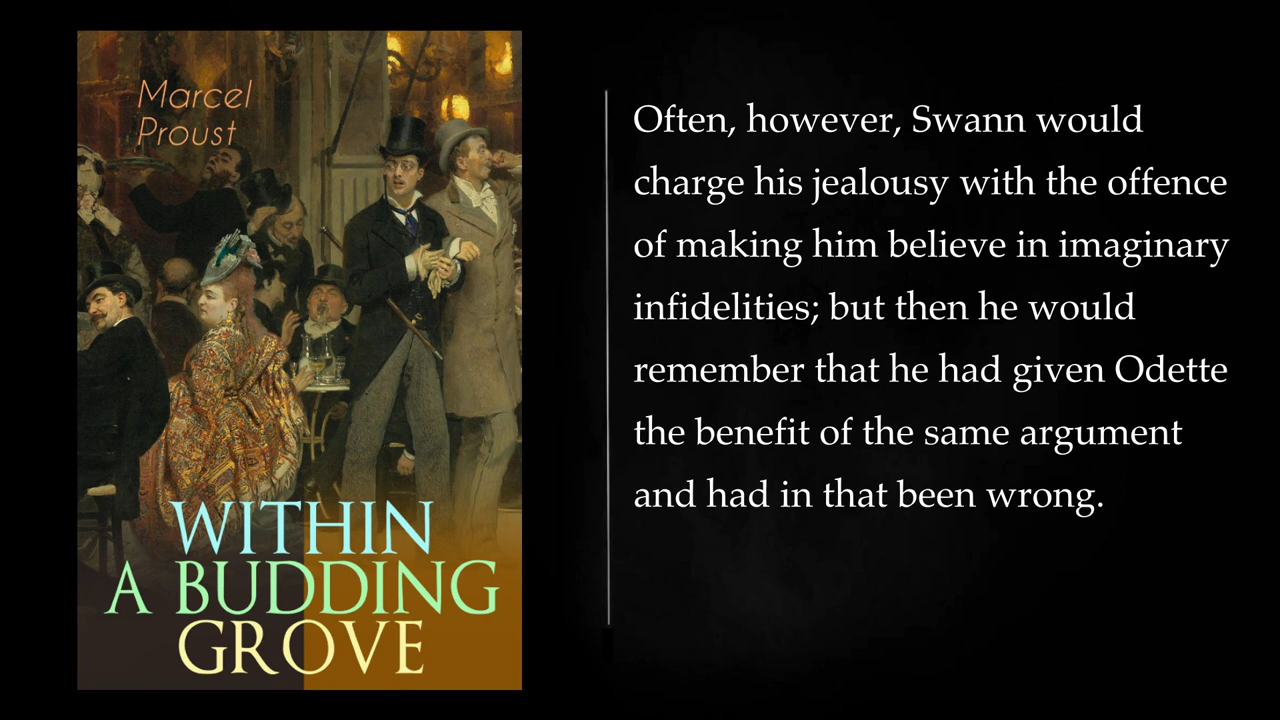 Marcel
Proust
WITHIN
A BUDDING
GROVE
Often, however, Swann would
charge his jealousy with the offence
of making him believe in imaginary
infidelities; but then he would
remember that he had given Odette
the benefit of the same argument
and had in that been wrong.